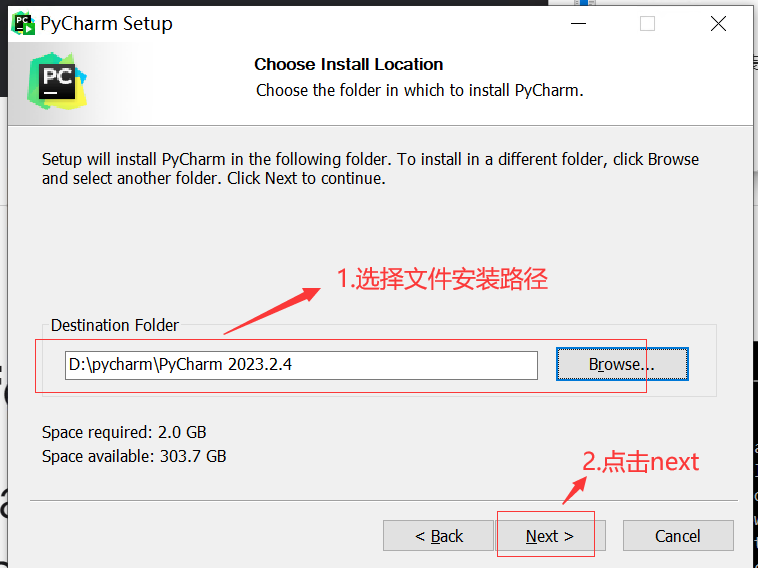 PyCharm Setup
PC
Choose Install Location
Choose the folder in which to install PyCharm.
Setup will install PyCharm in the following folder. To install in a different folder, click Browse
and select another folder. Click Next to continue.
1.选择文件安装路径
Destination Folder
D:\pycharm\PyCharm 2023.2.4
Browse...
Space required: 2.0 GB
Space available: 303.7 GB
2.点击next
< Back
Next >
Cancel